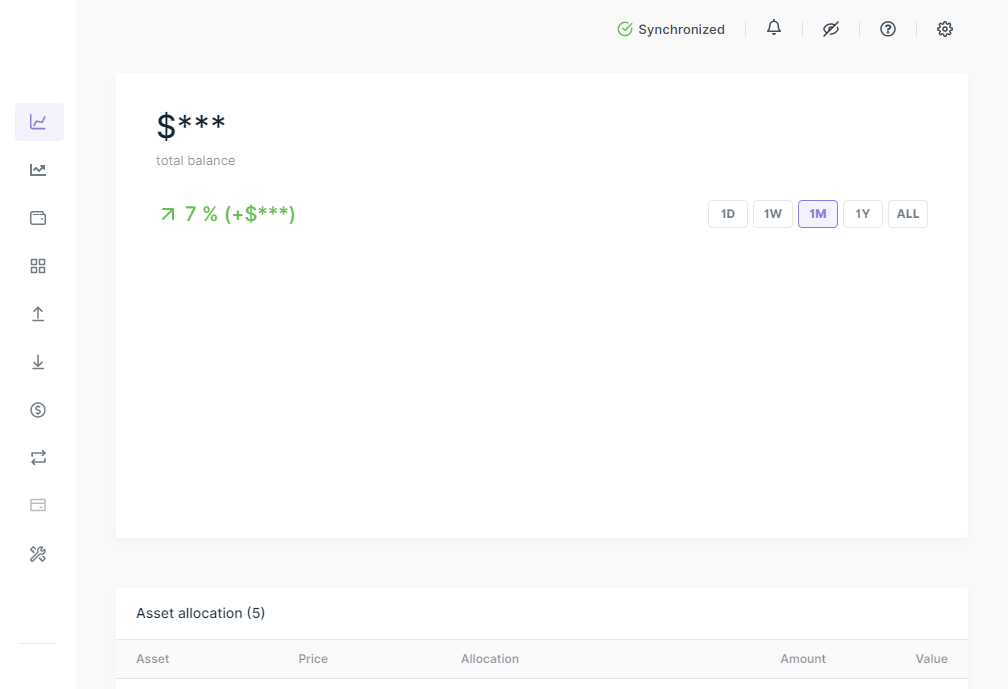 Synchronized
$***
total balance
7 % (+$***)
1D 1W 1M 1Y ALL
Asset allocation (5)
Asset Price Allocation Amount Value